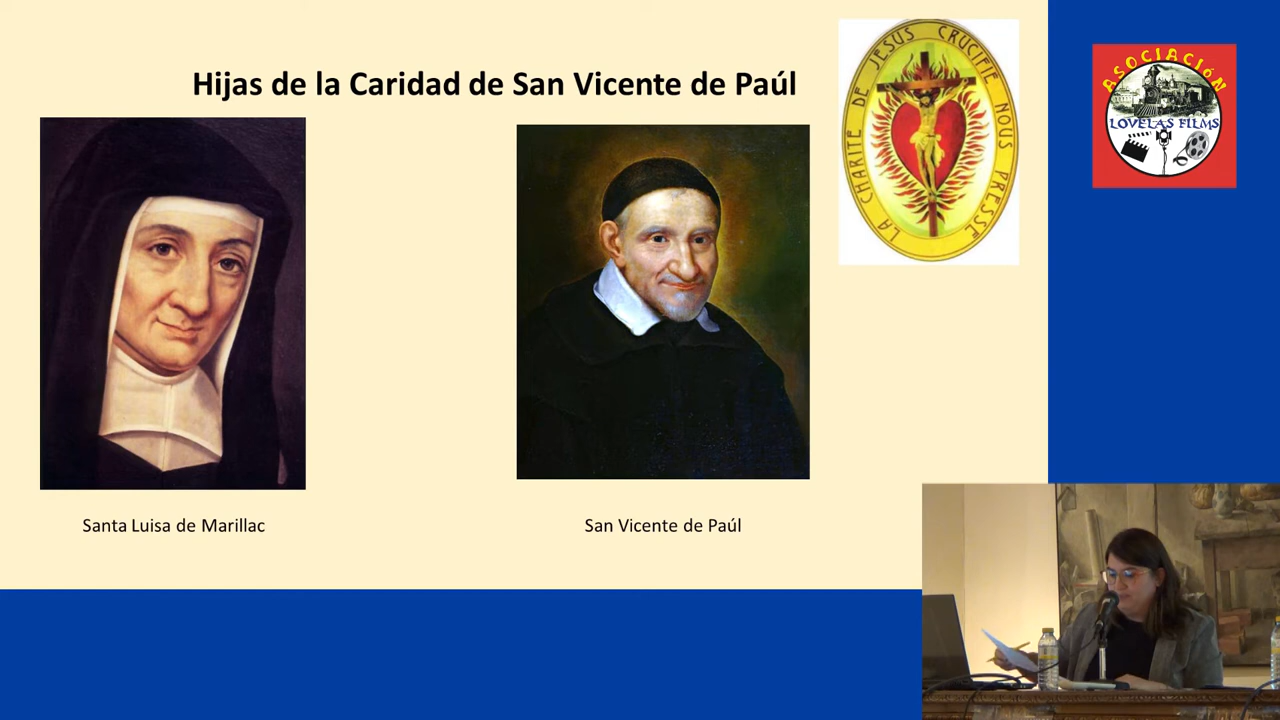 Hijas de la Caridad de San Vicente de Paúl
LA CHARITÉ DE JESUS CRUCIFIÉ NOUS PRESSE
ASOCIACIÓN
LOVELAS FILMS
Santa Luisa de Marillac
San Vicente de Paúl